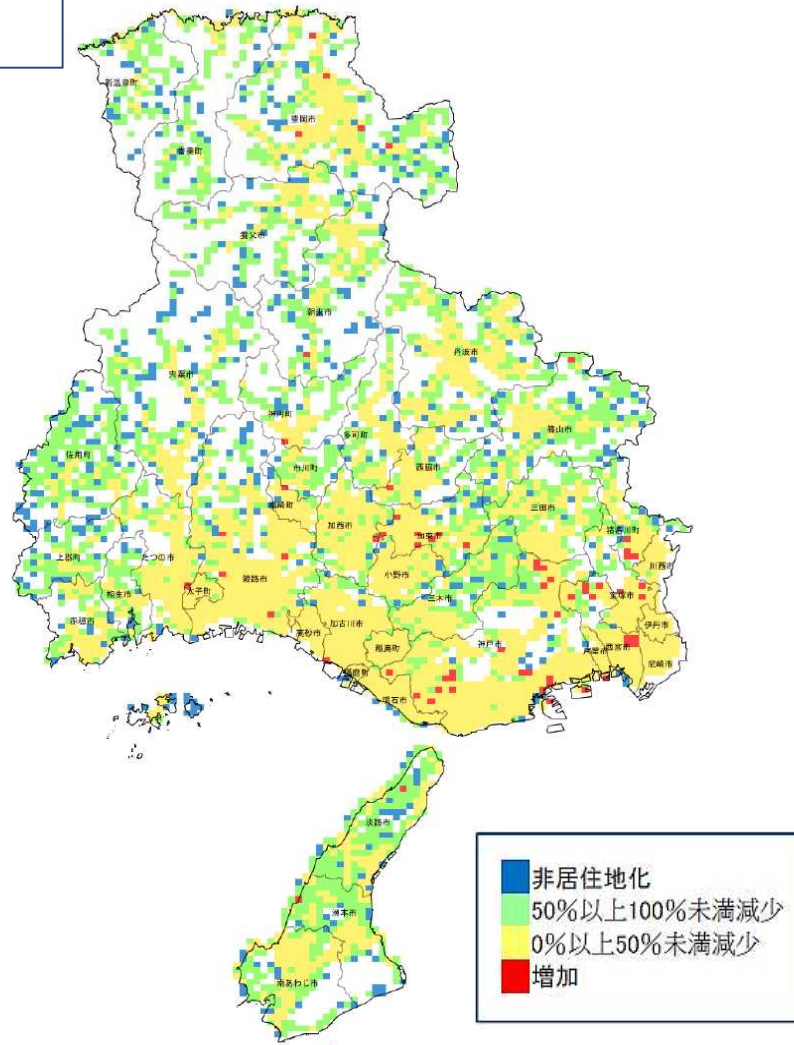 新温泉町
香美町
豊岡市
養父市
朝来市
丹波市
宍粟市
神河町
多可町
篠山市
佐用町
市川町
西脇市
福崎町
三田市
猪名川町
上郡町
たつの市
加西市
加東市
川西市
相生市
太子町
姫路市
小野市
三木市
宝塚市
赤穂市
高砂市
加古川市
稲美町
神戸市
芦屋市
西宮市
伊丹市
尼崎市
播磨町
明石市
淡路市
洲本市
南あわじ市
非居住地化
50%以上100%未満減少
0%以上50%未満減少
増加